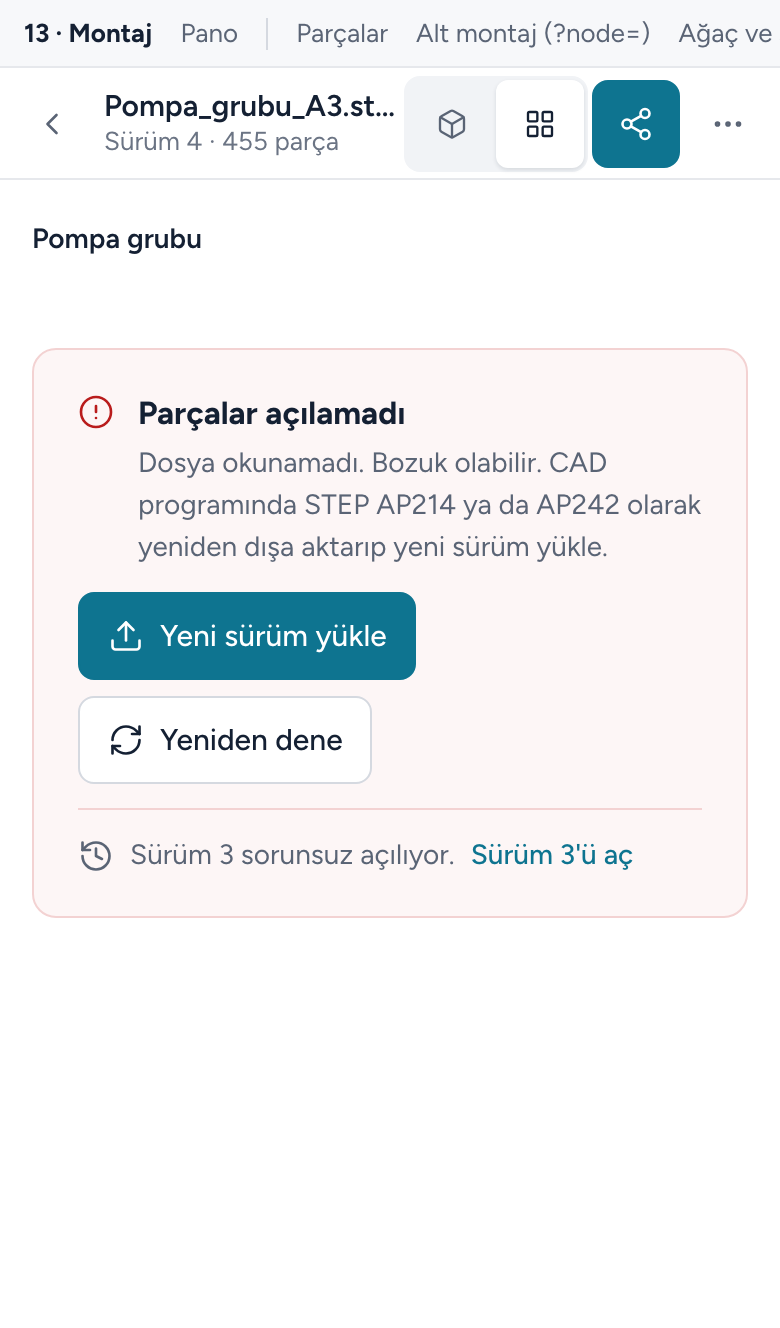 13 · Montaj Pano Parçalar Alt montaj (?node=) Ağaç ve
Pompa_grubu_A3.st...
Sürüm 4 · 455 parça
Pompa grubu
Parçalar açılamadı
Dosya okunamadı. Bozuk olabilir. CAD
programında STEP AP214 ya da AP242 olarak
yeniden dışa aktarıp yeni sürüm yükle.
Yeni sürüm yükle
Yeniden dene
Sürüm 3 sorunsuz açılıyor. Sürüm 3'ü aç